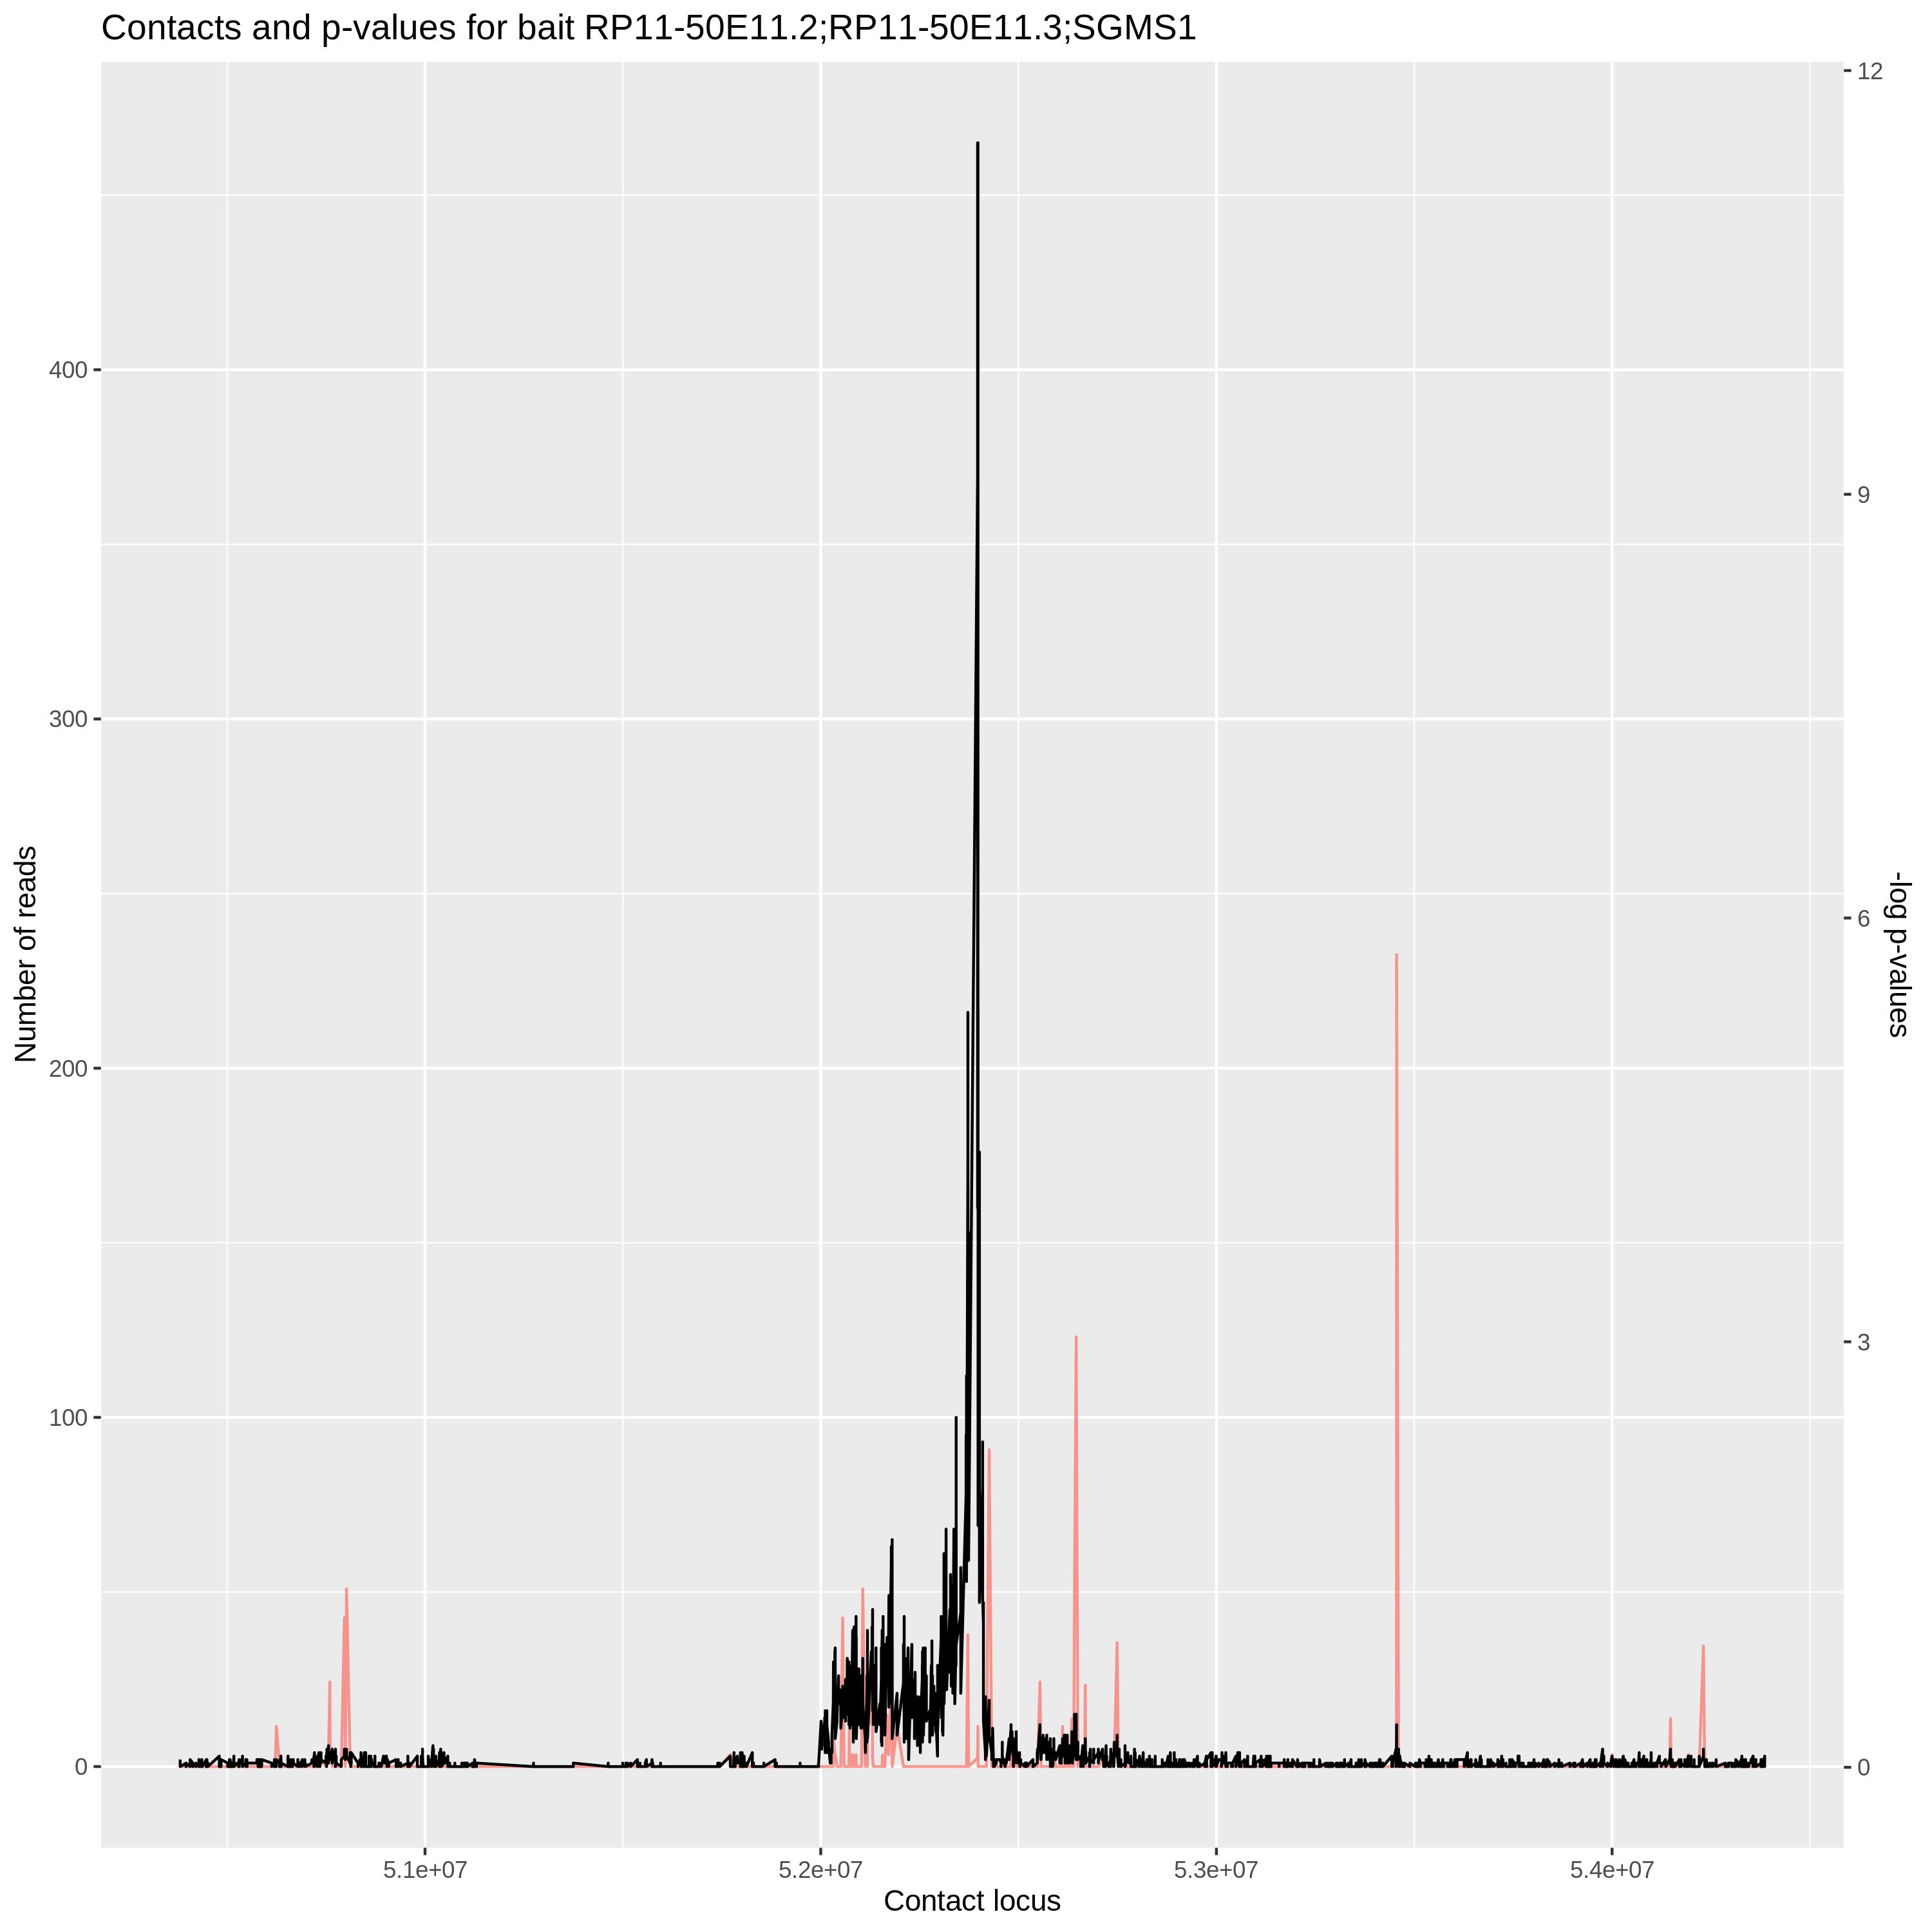 Contacts and p-values for bait RP11-50E11.2;RP11-50E11.3;SGMS1
12
400
9
300
Number of reads
6
-log p-values
200
3
100
0
0
5.1e+07
5.2e+07
5.3e+07
5.4e+07
Contact locus